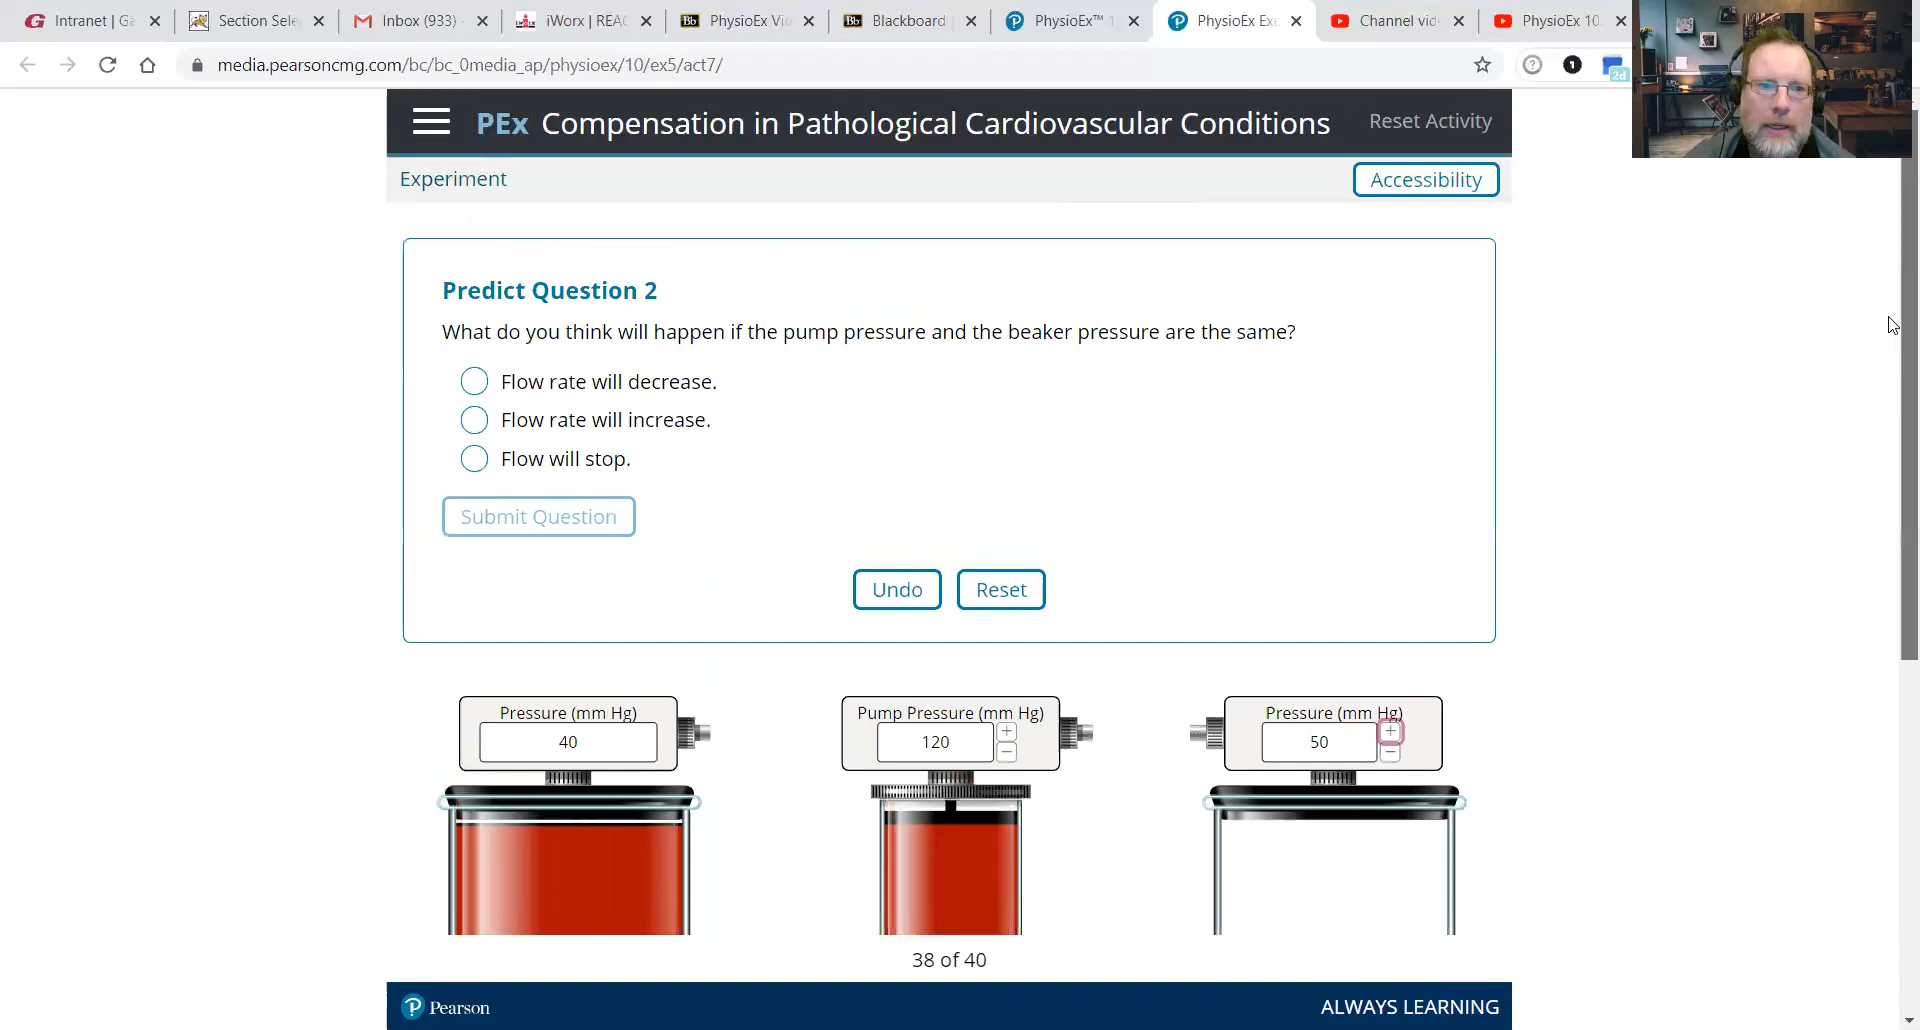 Intranet | Ga
Section Sele
Inbox (933)
iWorx | REA
PhysioEx Vi
Blackboard
PhysioEx™ 1
PhysioEx Exe
Channel vid
PhysioEx 10.
media.pearsoncmg.com/bc/bc_0media_ap/physioex/10/ex5/act7/
2d
PEx Compensation in Pathological Cardiovascular Conditions
Reset Activity
Experiment
Accessibility
Predict Question 2
What do you think will happen if the pump pressure and the beaker pressure are the same?
Flow rate will decrease.
Flow rate will increase.
Flow will stop.
Submit Question
Undo
Reset
Pressure (mm Hg)
40
Pump Pressure (mm Hg)
120
+
−
Pressure (mm Hg)
50
+
−
38 of 40
Pearson
ALWAYS LEARNING